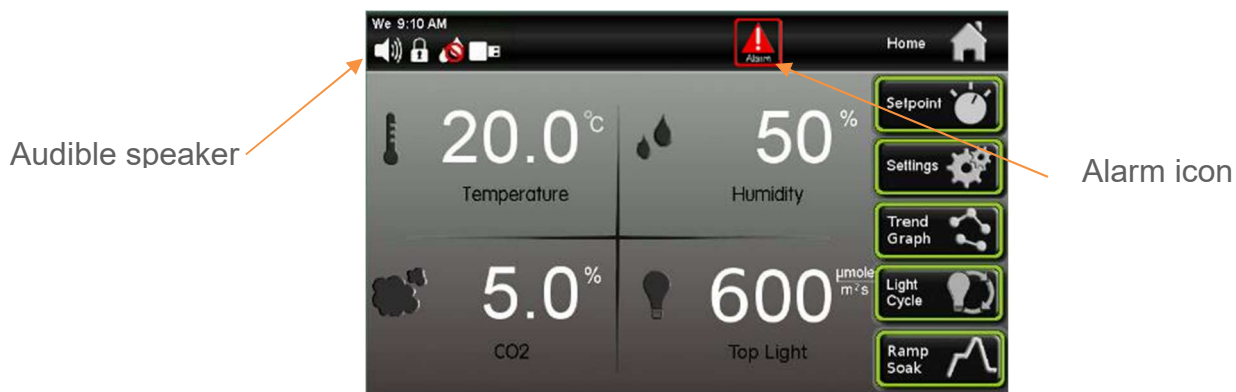 We 9:10 AM
Alarm
Home
Audible speaker
Alarm icon
20.0°C
Temperature
50%
Humidity
5.0%
CO2
600 µmole
m²s
Top Light
Setpoint
Settings
Trend
Graph
Light
Cycle
Ramp
Soak